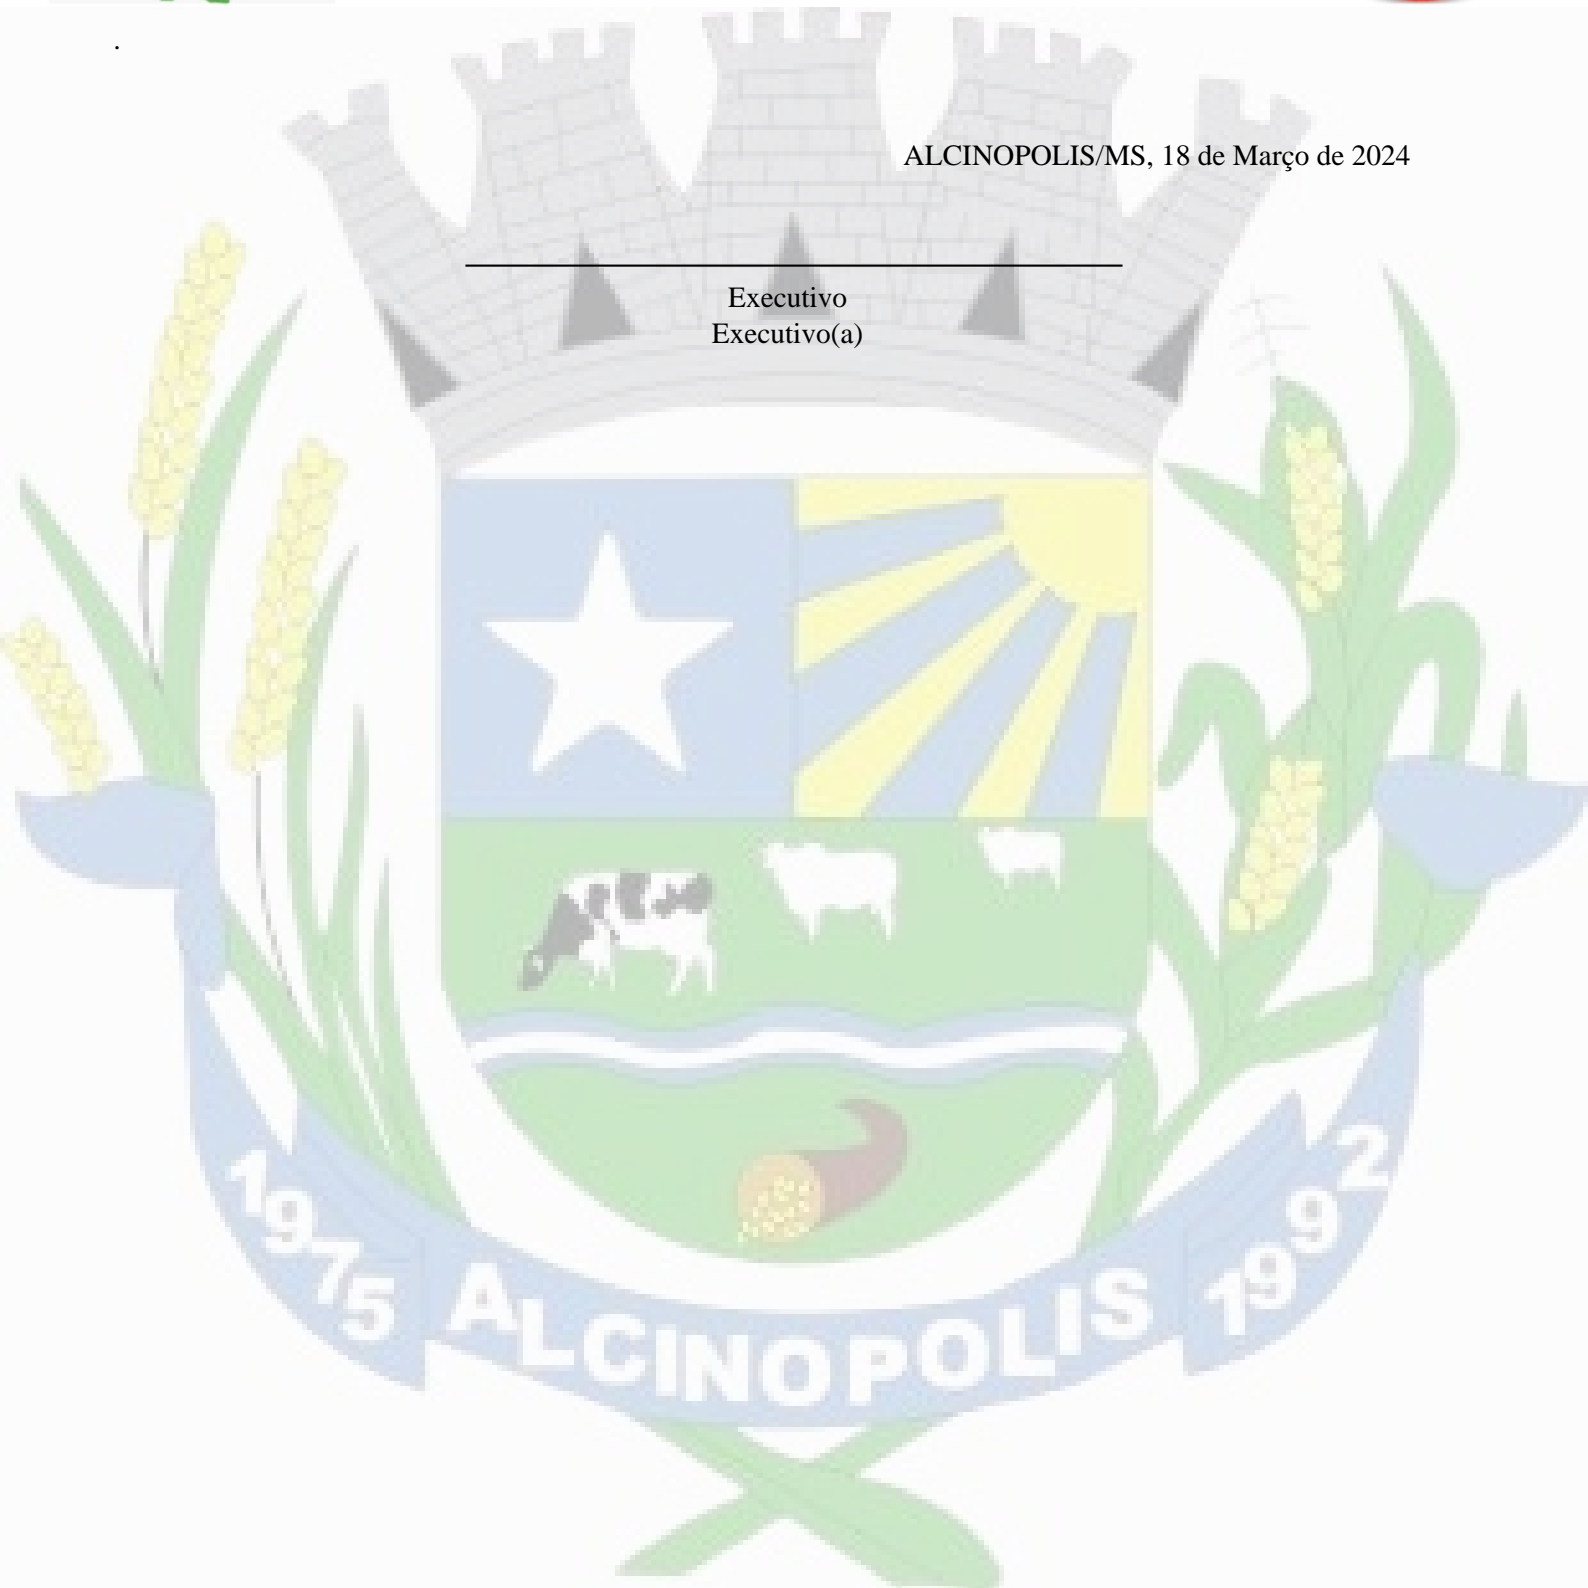 .
ALCINOPOLIS/MS, 18 de Março de 2024
Executivo
Executivo(a)
1975 ALCINOPOLIS 1992